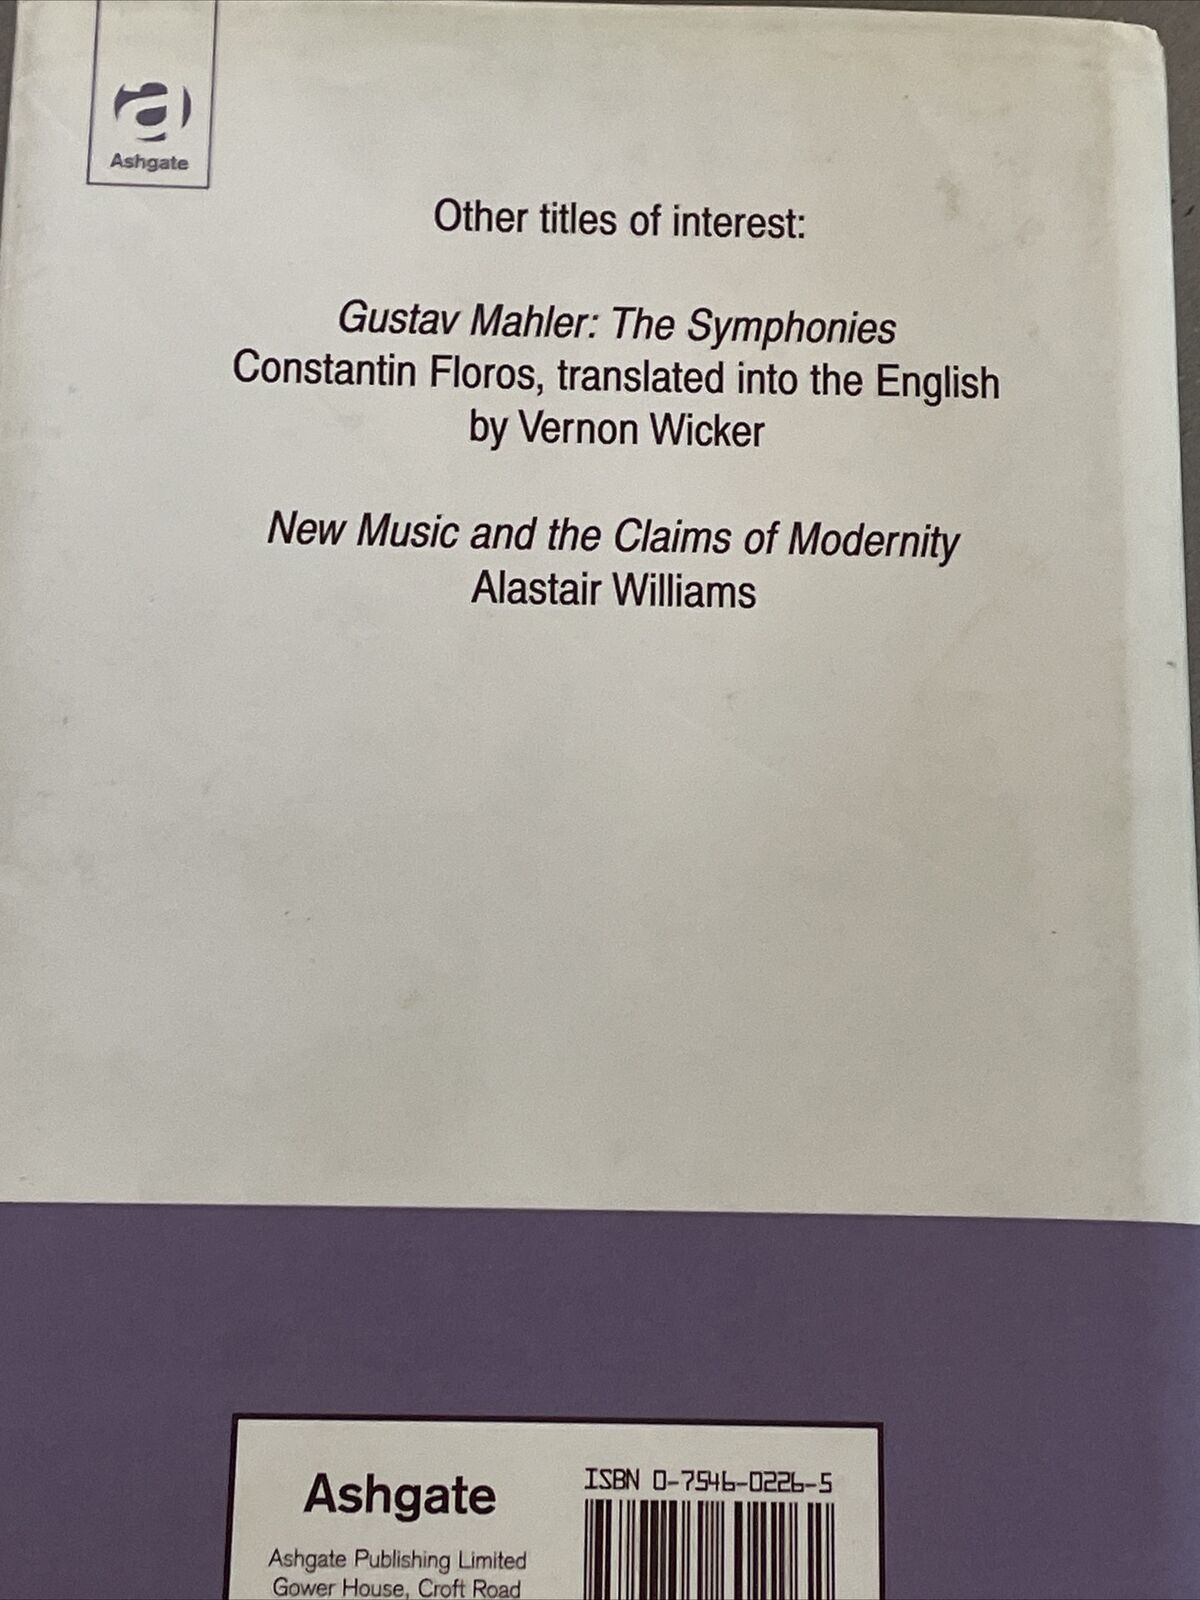 Ashgate
Other titles of interest:
Gustav Mahler: The Symphonies
Constantin Floros, translated into the English
by Vernon Wicker
New Music and the Claims of Modernity
Alastair Williams
Ashgate
Ashgate Publishing Limited
Gower House, Croft Road
ISBN 0-7546-0226-5